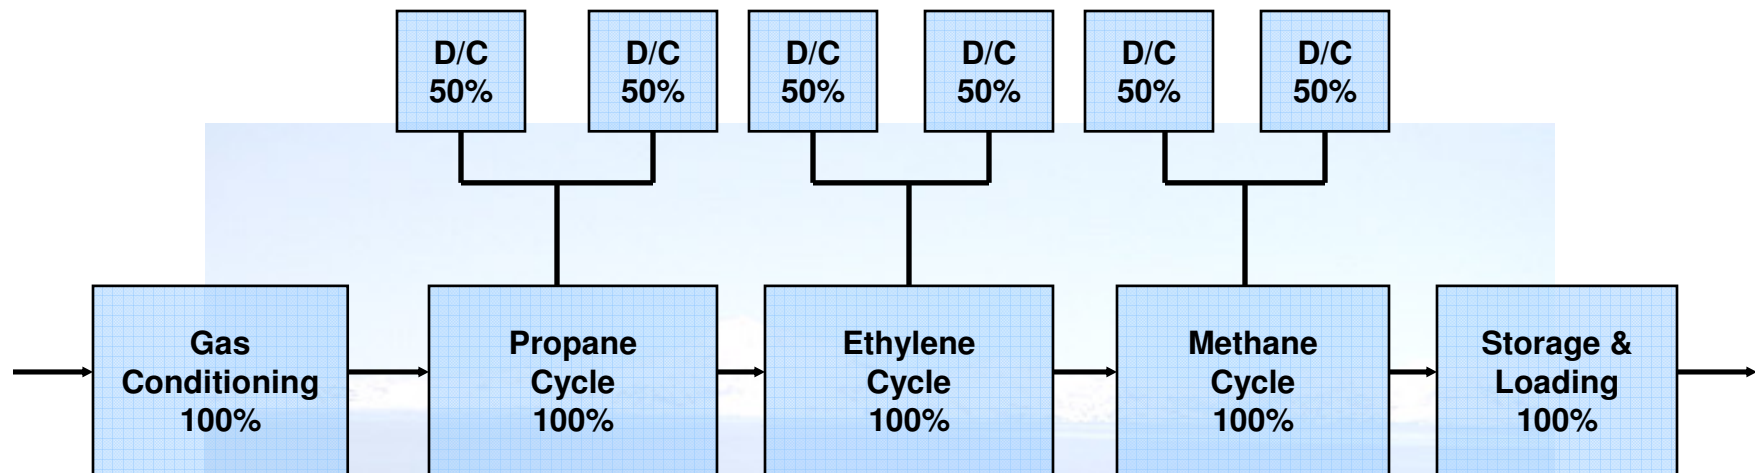 D/C
50%
D/C
50%
D/C
50%
D/C
50%
D/C
50%
D/C
50%
Gas
Conditioning
100%
Propane
Cycle
100%
Ethylene
Cycle
100%
Methane
Cycle
100%
Storage &
Loading
100%